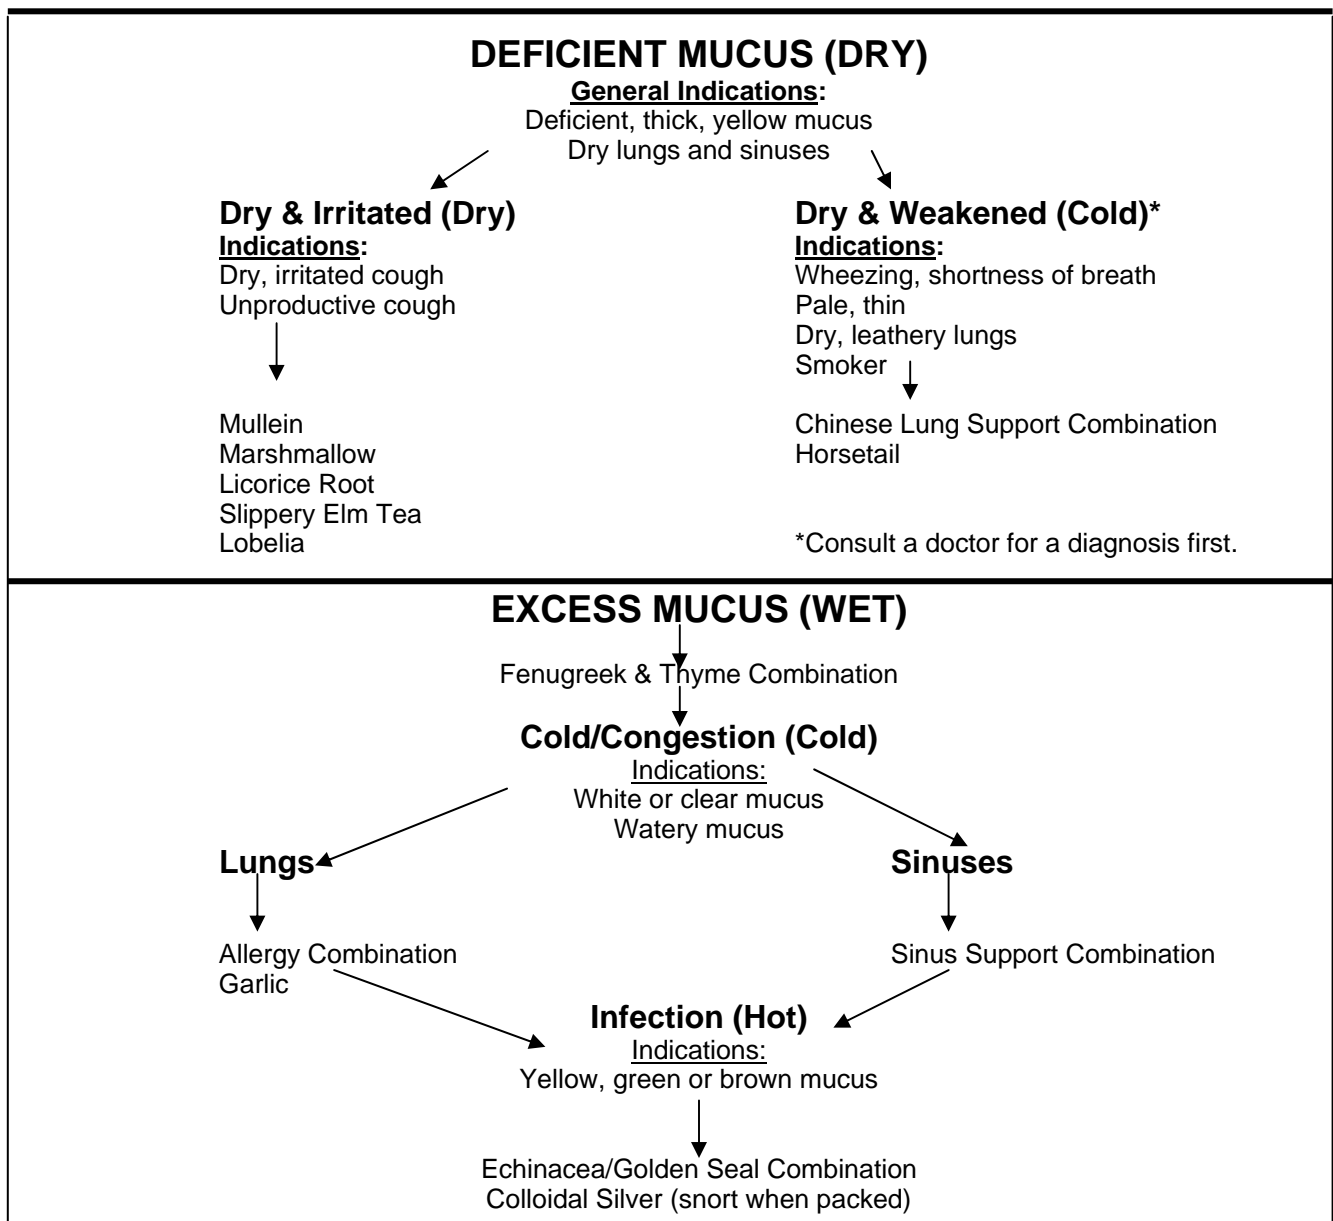 DEFICIENT MUCUS (DRY)
General Indications:
Deficient, thick, yellow mucus
Dry lungs and sinuses
Dry & Irritated (Dry)
Indications:
Dry, irritated cough
Unproductive cough
Mullein
Marshmallow
Licorice Root
Slippery Elm Tea
Lobelia
Dry & Weakened (Cold)*
Indications:
Wheezing, shortness of breath
Pale, thin
Dry, leathery lungs
Smoker
Chinese Lung Support Combination
Horsetail
*Consult a doctor for a diagnosis first.
EXCESS MUCUS (WET)
Fenugreek & Thyme Combination
Cold/Congestion (Cold)
Indications:
White or clear mucus
Watery mucus
Lungs
Allergy Combination
Garlic
Sinuses
Sinus Support Combination
Infection (Hot)
Indications:
Yellow, green or brown mucus
Echinacea/Golden Seal Combination
Colloidal Silver (snort when packed)